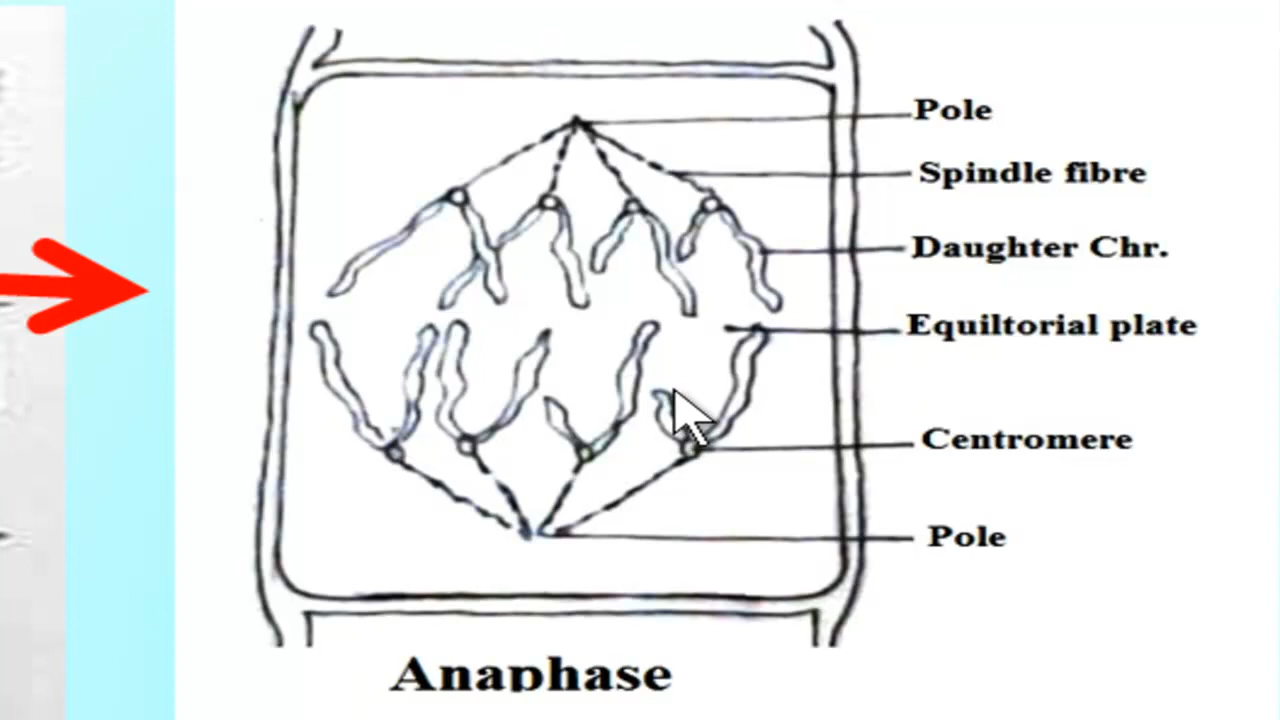 Pole
Spindle fibre
Daughter Chr.
Equiltorial plate
Centromere
Pole
Anaphase